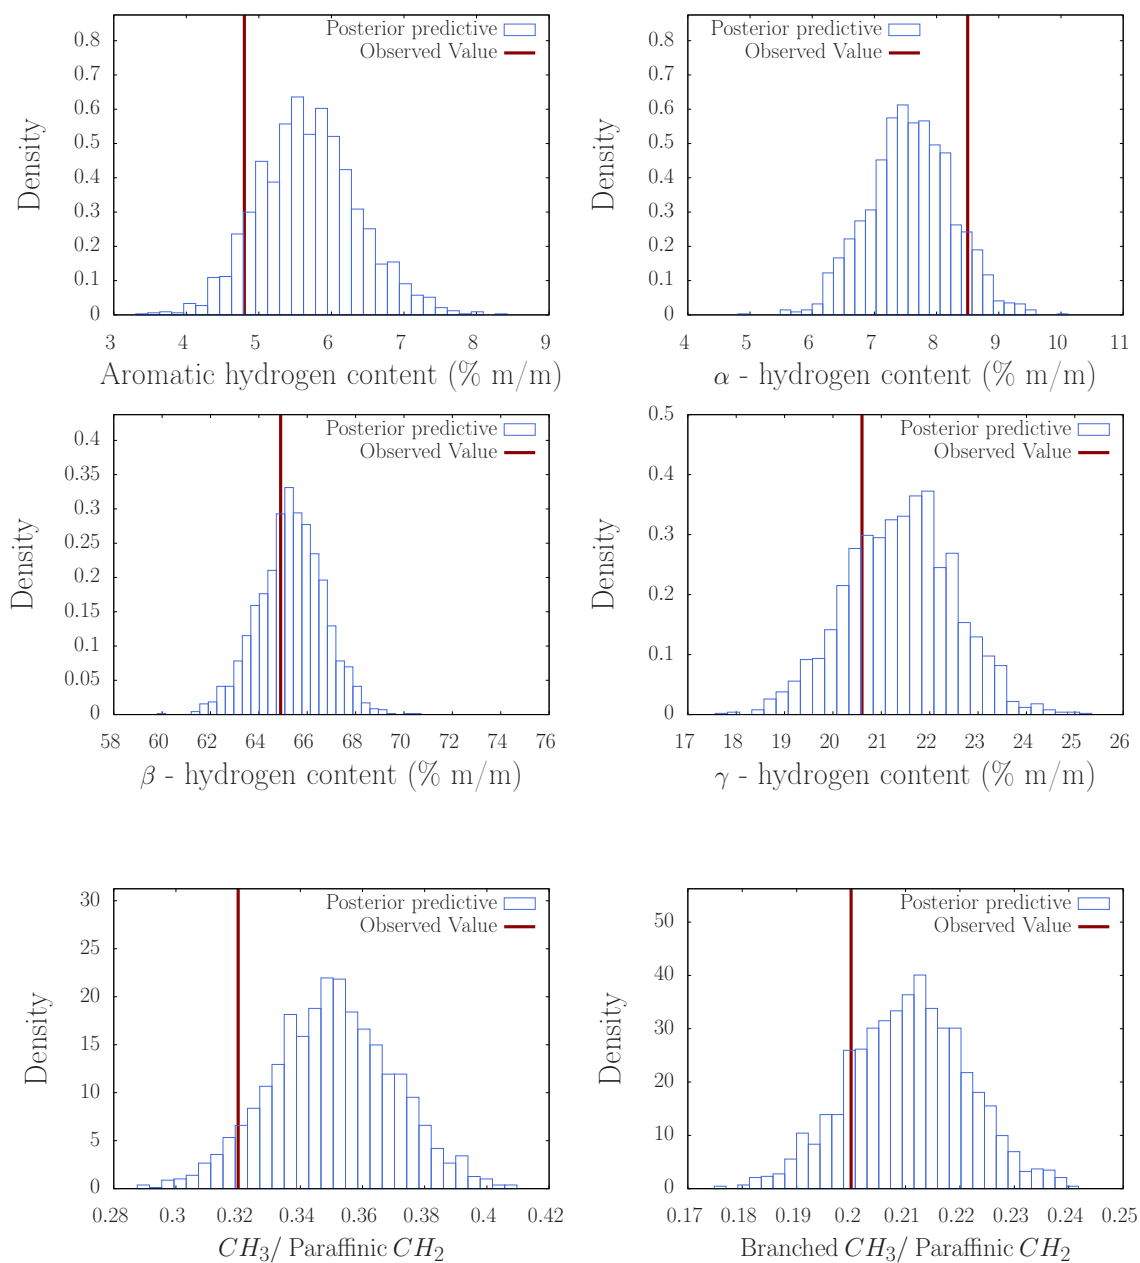 Posterior predictive
Observed Value
0.8
0.7
0.6
0.5
0.4
0.3
0.2
0.1
0
Density
3 4 5 6 7 8 9
Aromatic hydrogen content (% m/m)
Posterior predictive
Observed Value
0.8
0.7
0.6
0.5
0.4
0.3
0.2
0.1
0
Density
4 5 6 7 8 9 10 11
α - hydrogen content (% m/m)
Posterior predictive
Observed Value
0.4
0.35
0.3
0.25
0.2
0.15
0.1
0.05
0
Density
58 60 62 64 66 68 70 72 74 76
β - hydrogen content (% m/m)
Posterior predictive
Observed Value
0.5
0.4
0.3
0.2
0.1
0
Density
17 18 19 20 21 22 23 24 25 26
γ - hydrogen content (% m/m)
Posterior predictive
Observed Value
30
25
20
15
10
5
0
Density
0.28 0.3 0.32 0.34 0.36 0.38 0.4 0.42
CH₃/ Paraffinic CH₂
Posterior predictive
Observed Value
50
40
30
20
10
0
Density
0.17 0.18 0.19 0.2 0.21 0.22 0.23 0.24 0.25
Branched CH₃/ Paraffinic CH₂